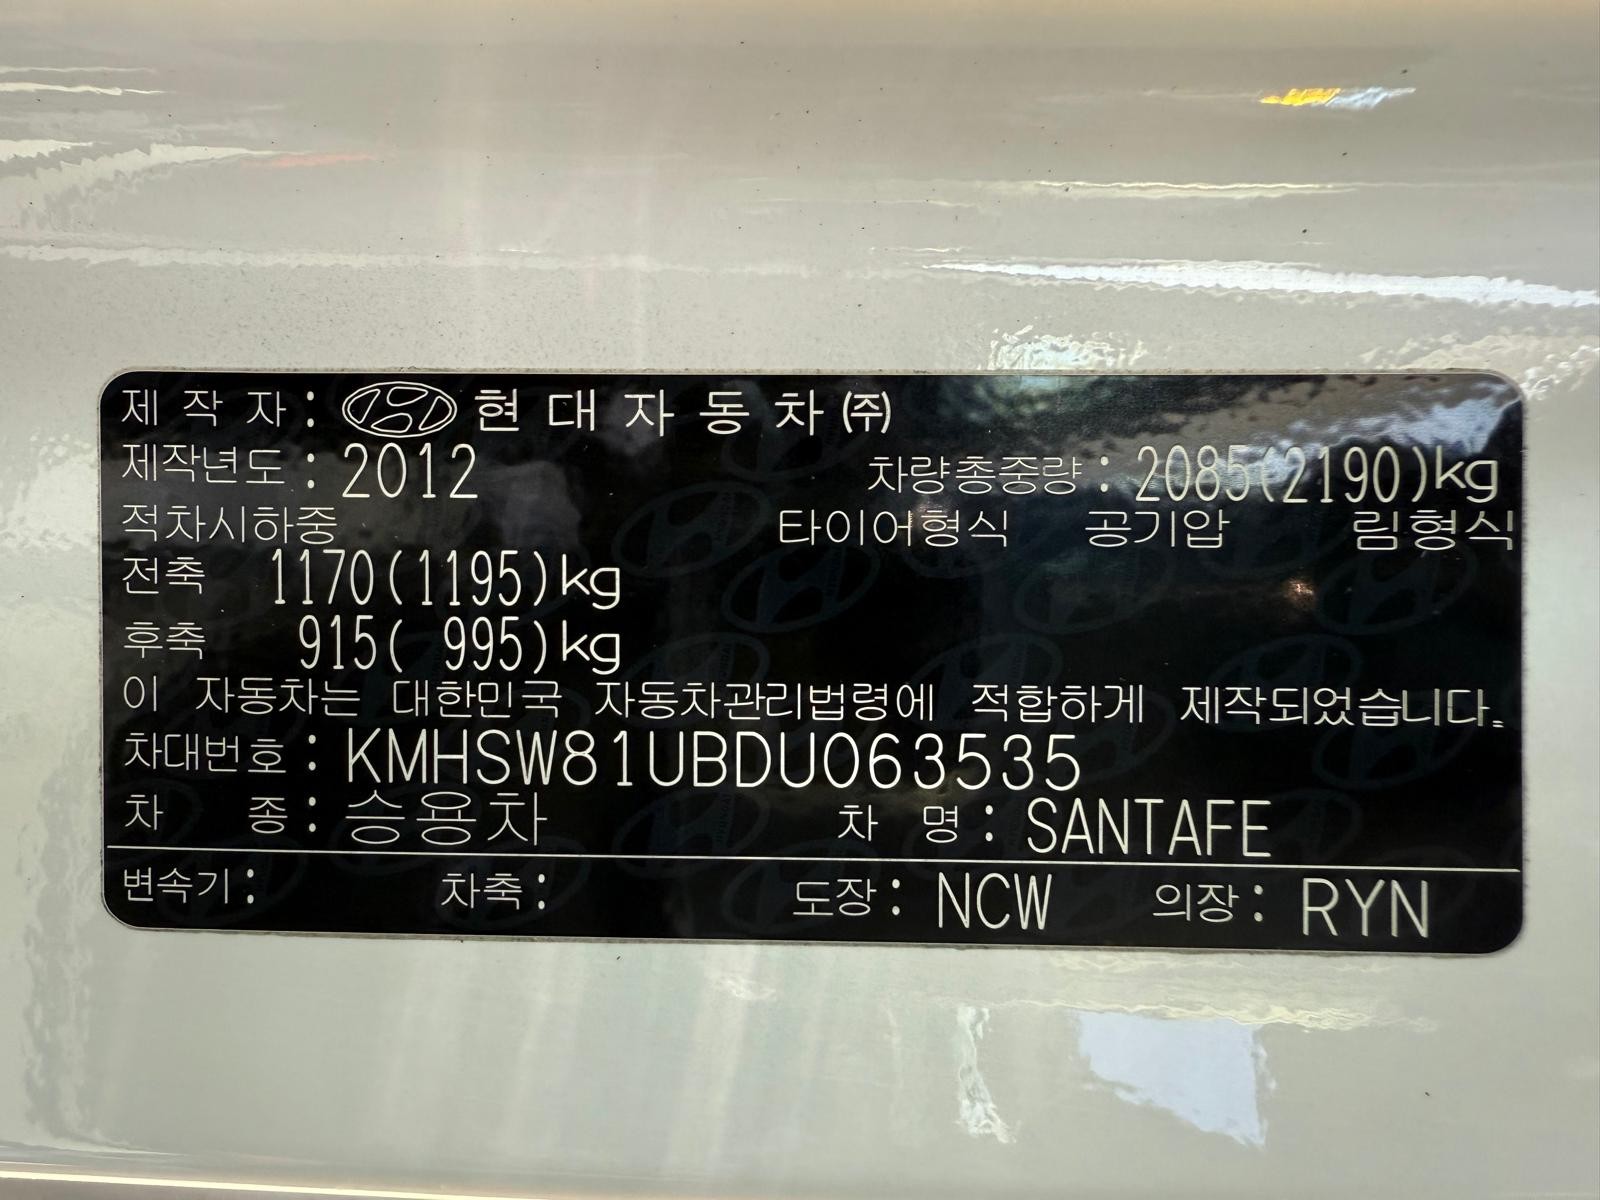 제 작 자 : 현 대 자 동 차 ㈜
제작년도 : 2012 차량총중량 : 2085(2190)kg
적차시하중 타이어형식 공기압 림형식
전축 1170(1195)kg
후축 915( 995)kg
이 자동차는 대한민국 자동차관리법령에 적합하게 제작되었습니다.
차대번호 : KMHSW81UBDU063535
차 종 : 승용차 차 명 : SANTAFE
변속기 : 차축 : 도장 : NCW 의장 : RYN